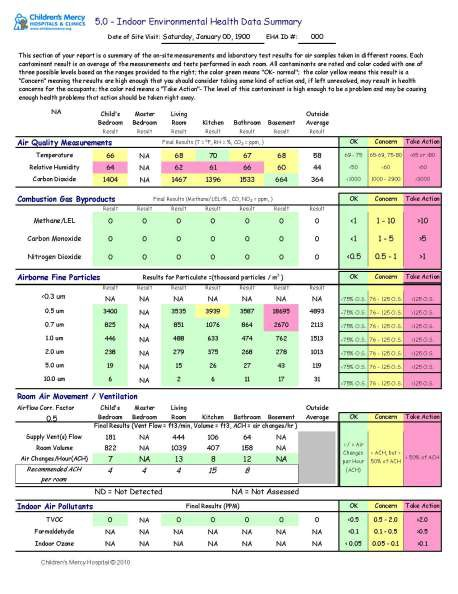 Children's Mercy
HOSPITALS & CLINICS
www.childrensmercy.org
5.0 - Indoor Environmental Health Data Summary
Date of Site Visit: Saturday, January 00, 1900 EHA ID #: 000
This section of your report is a summary of the on-site measurements and labaratory test results for air samples taken in different rooms. Each
contaminant result is an average of the measurements and tests performed in each room. All contaminants are rated and color coded with one of
three possible levels based on the ranges provided to the right; the color green means "OK- normal"; the color yellow means this result is a
"Concern" meaning the results are high enough that you should consider taking some kind of action and, if left unresolved, may result in health
concerns for the occupants; the color red means a "Take Action"- The level of this contaminant is high enough to be a problem and may be causing
enough health problems that action should be taken right away.
NA Child's Bedroom Master Bedroom Living Room Kitchen Bathroom Basement Outside Average
Result Result Result Result Result Result Result
Air Quality Measurements Final Results (T = °F, RH = %, CO₂ = ppm, ) OK Concern Take Action
Temperature 66 NA 68 70 67 68 58 69 - 75 65-69, 75-80 <65 or >80
Relative Humidity 64 NA 62 61 66 60 44 <50 <60 >60
Carbon Dioxide 1404 NA 1467 1396 1533 664 364 <1000 1000 - 2900 >3000
Combustion Gas Byproducts Final Results (Methane/LEL=% , CO, NO₂ = ppm, ) OK Concern Take Action
Result Result Result Result Result Result Result
Methane/LEL 0 0 0 0 0 0 0 <1 1 - 10 >10
Carbon Monoxide 0 0 0 0 0 0 0 <1 1 - 5 >5
Nitrogen Dioxide 0 0 0 0 0 0 0 <0.5 0.5 - 1 >1
Airborne Fine Particles Results for Particulate =(thousand particles / m³ ) OK Concern Take Action
Result Result Result Result Result Result Result
<0.3 um NA NA NA NA NA NA NA <75% O.S. 76 - 125 O.S. >125 O.S.
0.5 um 3400 NA 3535 3939 3587 18695 4893 <75% O.S. 76 - 125 O.S. >125 O.S.
0.7 um 825 NA 851 1076 864 2670 2113 <75% O.S. 76 - 125 O.S. >125 O.S.
1.0 um 446 NA 488 633 474 762 1513 <75% O.S. 76 - 125 O.S. >125 O.S.
2.0 um 238 NA 279 375 268 278 1013 <75% O.S. 76 - 125 O.S. >125 O.S.
5.0 um 19 NA 15 26 27 43 119 <75% O.S. 76 - 125 O.S. >125 O.S.
10.0 um 6 NA 2 6 11 17 31 <75% O.S. 76 - 125 O.S. >125 O.S.
Room Air Movement / Ventilation
Airflow Corr. Factor Child's Bedroom Master Bedroom Living Room Kitchen Bathroom Basement Outside Average OK Concern Take Action
0.5
Final Results (Vent Flow = ft3/min, Volume = ft3, ACH = air changes/hr )
Supply Vent(s) Flow 181 NA 444 106 64 NA
Room Volume 822 NA 1039 407 158 NA
Air Changes/Hour(ACH) 7 NA 13 8 12 NA
Recommended ACH per room 4 4 4 15 8
= / > Air Changes per Hour (ACH)
< ACH, but > 50% of ACH
< 50% of ACH
ND = Not Detected NA = Not Assessed
Indoor Air Pollutants Final Results (PPM) OK Concern Take Action
TVOC 0 NA 0 0 0 0 0 <0.5 0.5 - 2.0 >2.0
Formaldehyde NA NA NA NA NA NA NA <0.1 0.1 - 0.5 >0.5
Indoor Ozone NA NA NA NA NA NA NA < 0.05 0.05 - 0.1 >0.1
Children's Mercy Hospital © 2010